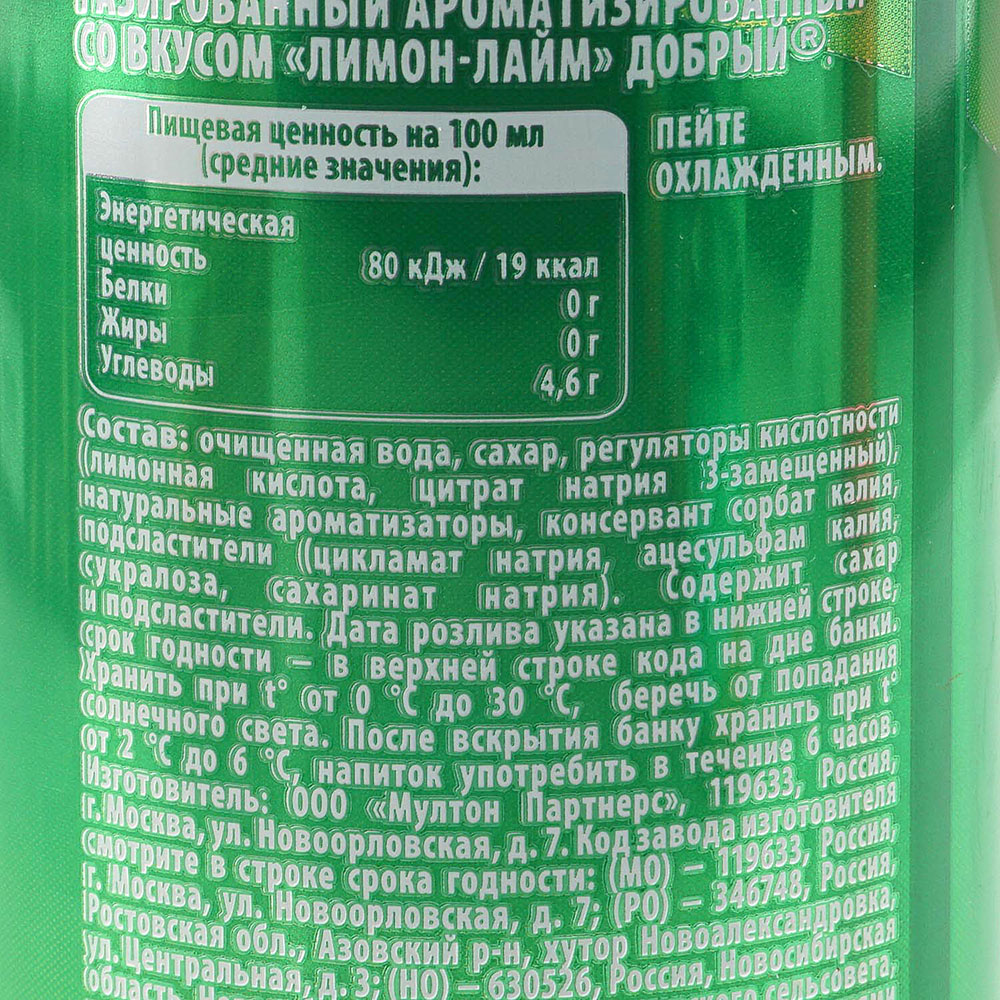 ГАЗИРОВАННЫЙ АРОМАТИЗИРОВАННЫЙ
СО ВКУСОМ «ЛИМОН-ЛАЙМ» ДОБРЫЙ®.
Пищевая ценность на 100 мл
(средние значения):
ПЕЙТЕ
ОХЛАЖДЕННЫМ.
Энергетическая
ценность 80 кДж / 19 ккал
Белки 0 г
Жиры 0 г
Углеводы 4,6 г
Состав: очищенная вода, сахар, регуляторы кислотности
(лимонная кислота, цитрат натрия 3-замещенный),
натуральные ароматизаторы, консервант сорбат калия,
подсластители (цикламат натрия, ацесульфам калия,
сукралоза, сахаринат натрия). Содержит сахар
и подсластители. Дата розлива указана в нижней строке,
срок годности – в верхней строке кода на дне банки.
Хранить при t° от 0 °С до 30 °С, беречь от попадания
солнечного света. После вскрытия банку хранить при t°
от 2 °С до 6 °С, напиток употребить в течение 6 часов.
Изготовитель: ООО «Мултон Партнерс», 119633, Россия,
г. Москва, ул. Новоорловская, д. 7. Код завода изготовителя
смотрите в строке срока годности: (МО) – 119633, Россия,
г. Москва, ул. Новоорловская, д. 7; (РО) – 346748, Россия,
Ростовская обл., Азовский р-н, хутор Новоалександровка,
ул. Центральная, д. 3; (НО) – 630526, Россия, Новосибирская
область, сельсовета,